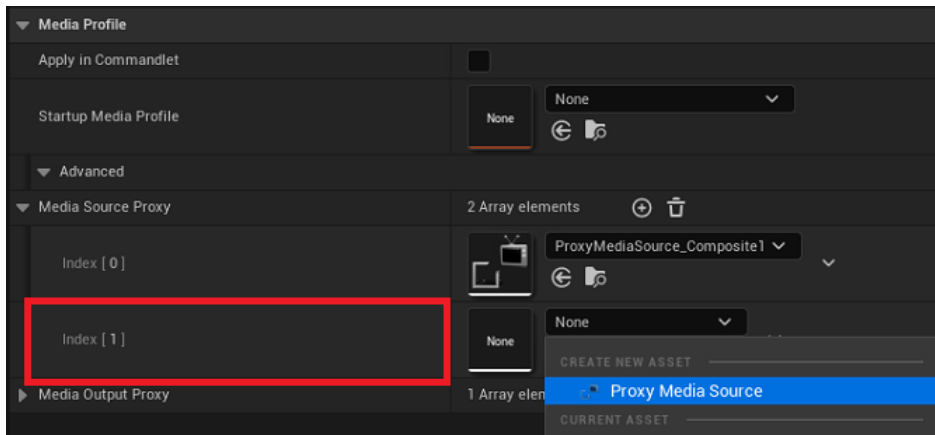 Media Profile
Apply in Commandlet
Startup Media Profile
None
None
Advanced
Media Source Proxy
2 Array elements
Index [ 0 ]
ProxyMediaSource_Composite1
Index [ 1 ]
None
None
CREATE NEW ASSET
Proxy Media Source
Media Output Proxy
1 Array
CURRENT ASSET